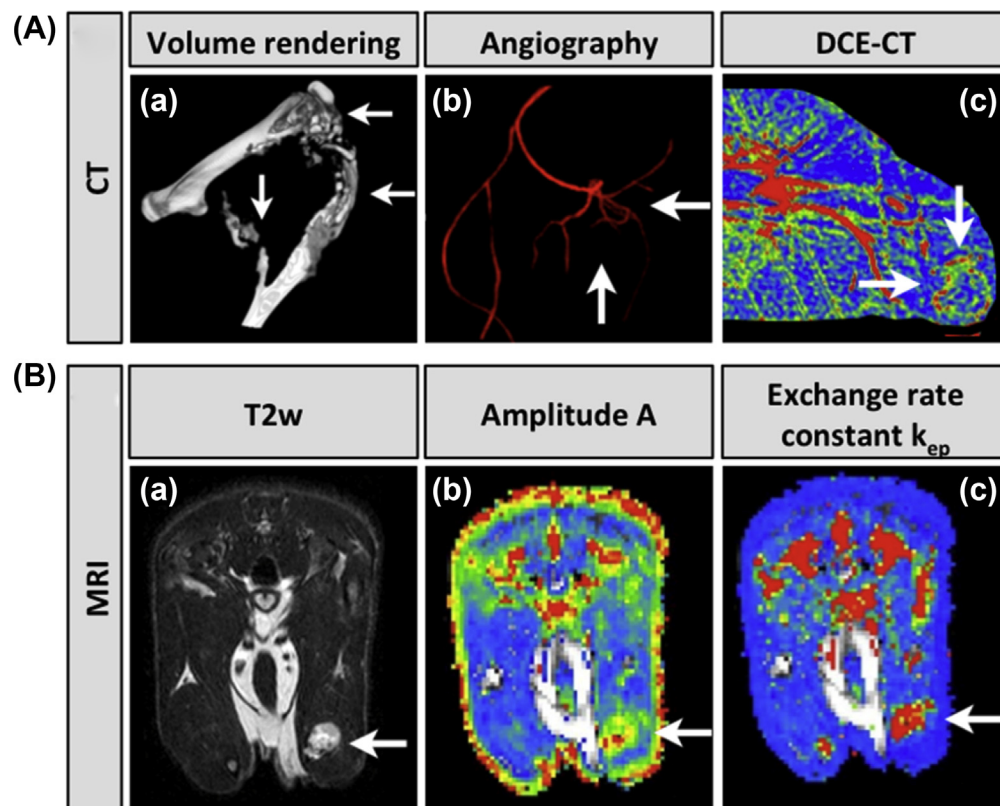 (A)
CT
Volume rendering
Angiography
DCE-CT
(a)
(b)
(c)
(B)
MRI
T2w
Amplitude A
Exchange rate
constant kep
(a)
(b)
(c)